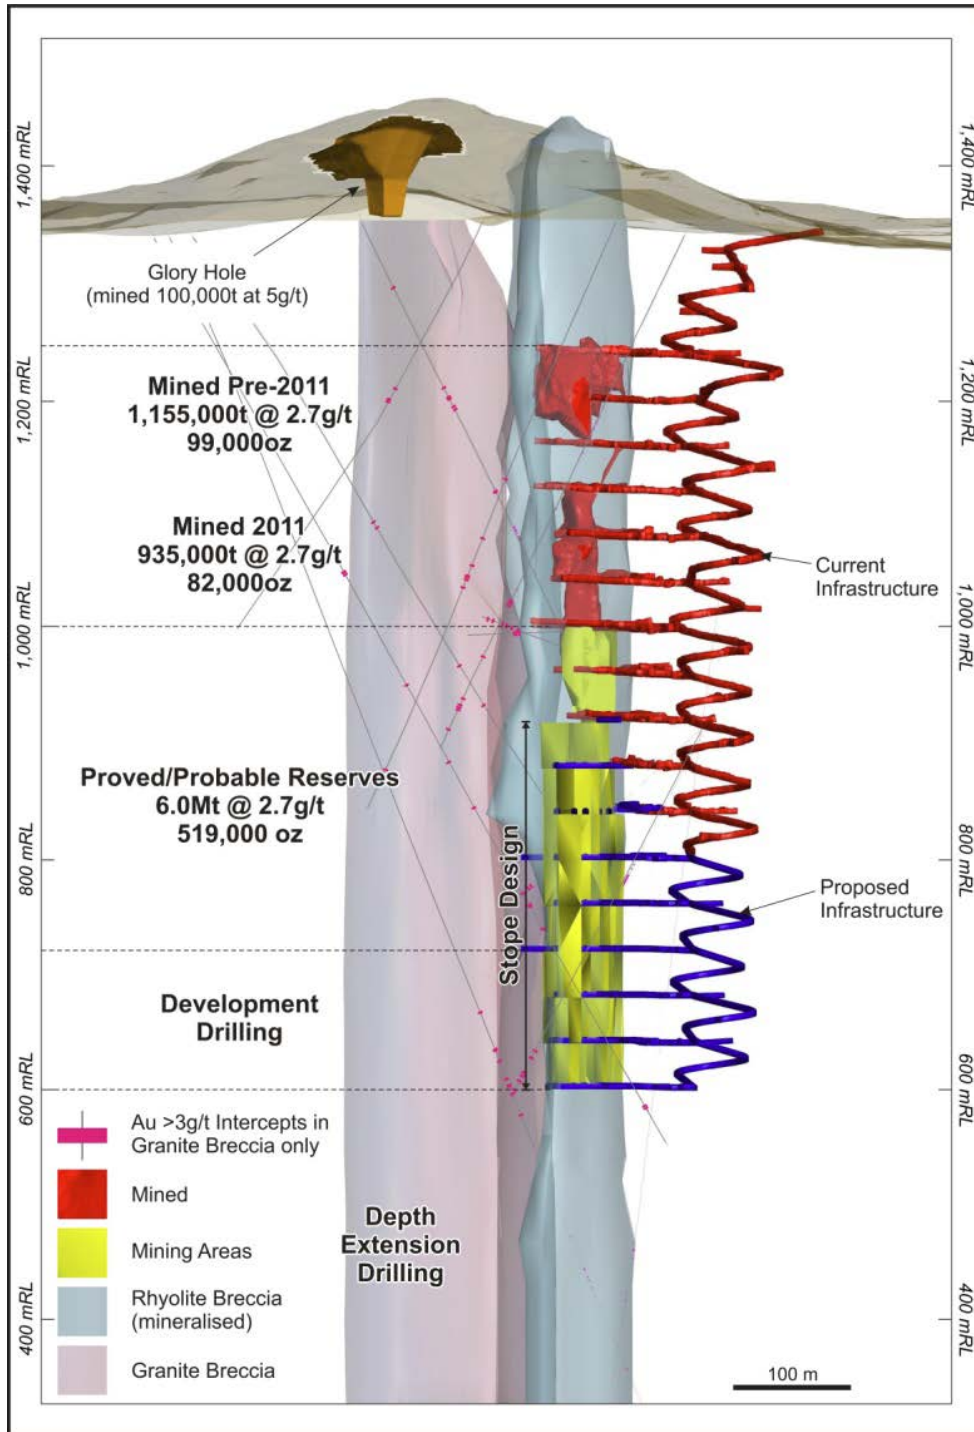 1,400 mRL
1,400 mRL
Glory Hole
(mined 100,000t at 5g/t)
Mined Pre-2011
1,155,000t @ 2.7g/t
99,000oz
1,200 mRL
1,200 mRL
Mined 2011
935,000t @ 2.7g/t
82,000oz
Current
Infrastructure
1,000 mRL
1,000 mRL
Proved/Probable Reserves
6.0Mt @ 2.7g/t
519,000 oz
800 mRL
800 mRL
Stope Design
Proposed
Infrastructure
Development
Drilling
600 mRL
600 mRL
Au >3g/t Intercepts in
Granite Breccia only
Mined
Mining Areas
Rhyolite Breccia
(mineralised)
Granite Breccia
Depth
Extension
Drilling
400 mRL
400 mRL
100 m